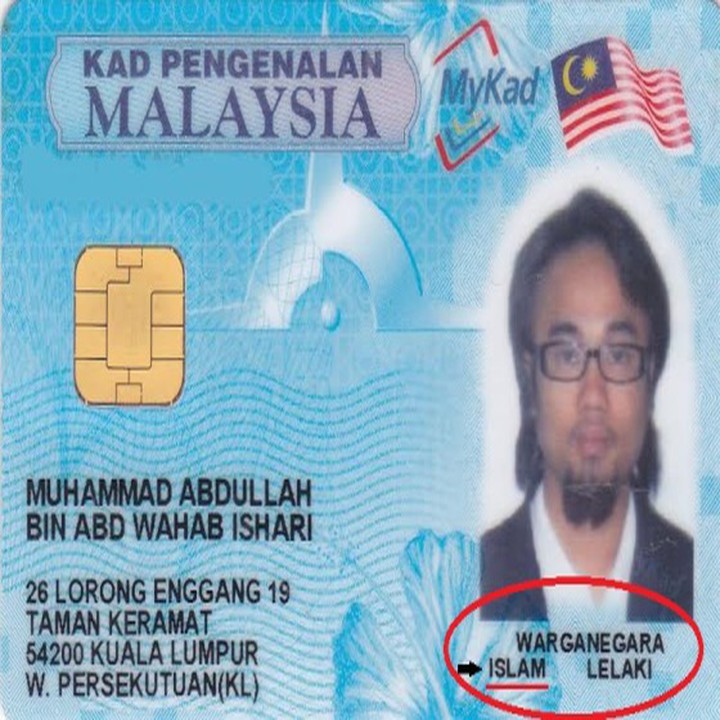 KAD PENGENALAN
MALAYSIA
MyKad
MUHAMMAD ABDULLAH
BIN ABD WAHAB ISHARI
26 LORONG ENGGANG 19
TAMAN KERAMAT
54200 KUALA LUMPUR
W. PERSEKUTUAN(KL)
WARGANEGARA
ISLAM LELAKI